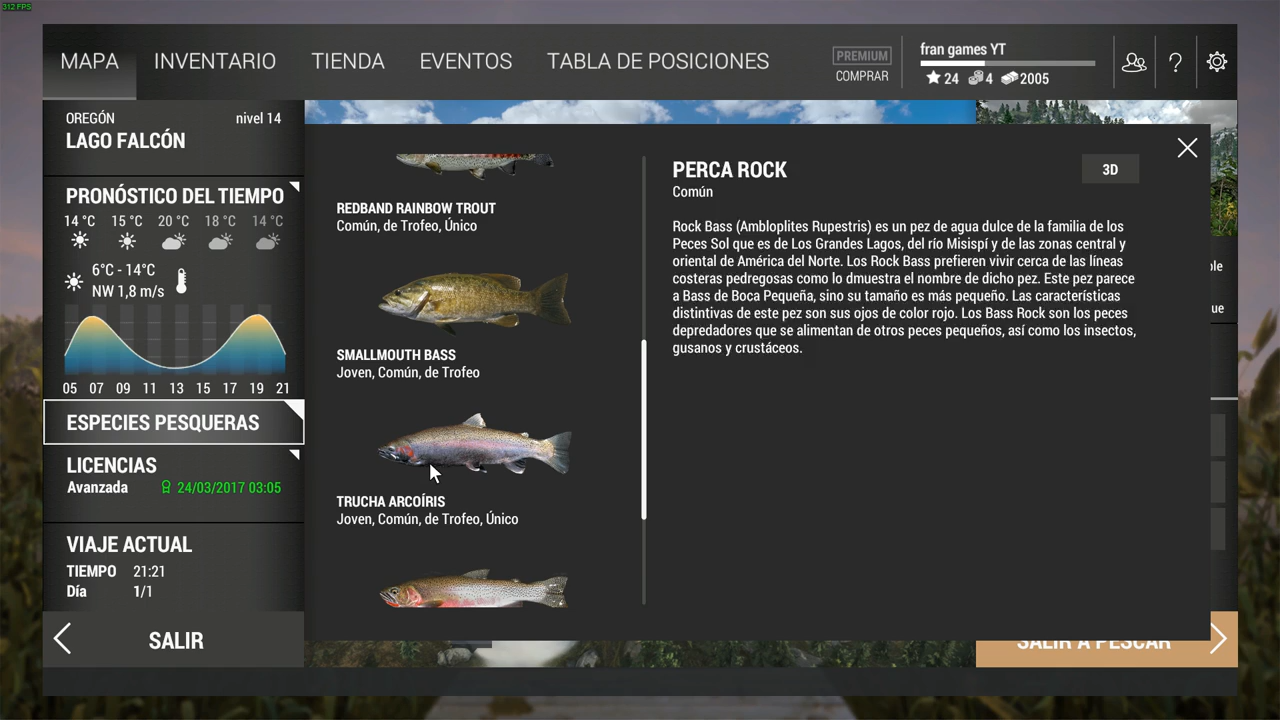 312 FPS
MAPA
INVENTARIO
TIENDA
EVENTOS
TABLA DE POSICIONES
PREMIUM
COMPRAR
fran games YT
24
4
2005
OREGÓN
nivel 14
LAGO FALCÓN
PRONÓSTICO DEL TIEMPO
14 °C 15 °C 20 °C 18 °C 14 °C
6°C - 14°C
NW 1,8 m/s
05 07 09 11 13 15 17 19 21
ESPECIES PESQUERAS
LICENCIAS
Avanzada 24/03/2017 03:05
VIAJE ACTUAL
TIEMPO 21:21
Día 1/1
SALIR
REDBAND RAINBOW TROUT
Común, de Trofeo, Único
SMALLMOUTH BASS
Joven, Común, de Trofeo
TRUCHA ARCOÍRIS
Joven, Común, de Trofeo, Único
PERCA ROCK
Común
3D
Rock Bass (Ambloplites Rupestris) es un pez de agua dulce de la familia de los
Peces Sol que es de Los Grandes Lagos, del río Misispí y de las zonas central y
oriental de América del Norte. Los Rock Bass prefieren vivir cerca de las líneas
costeras pedregosas como lo dmuestra el nombre de dicho pez. Este pez parece
a Bass de Boca Pequeña, sino su tamaño es más pequeño. Las características
distintivas de este pez son sus ojos de color rojo. Los Bass Rock son los peces
depredadores que se alimentan de otros peces pequeños, así como los insectos,
gusanos y crustáceos.
ble
ue
SALIR A PESCAR